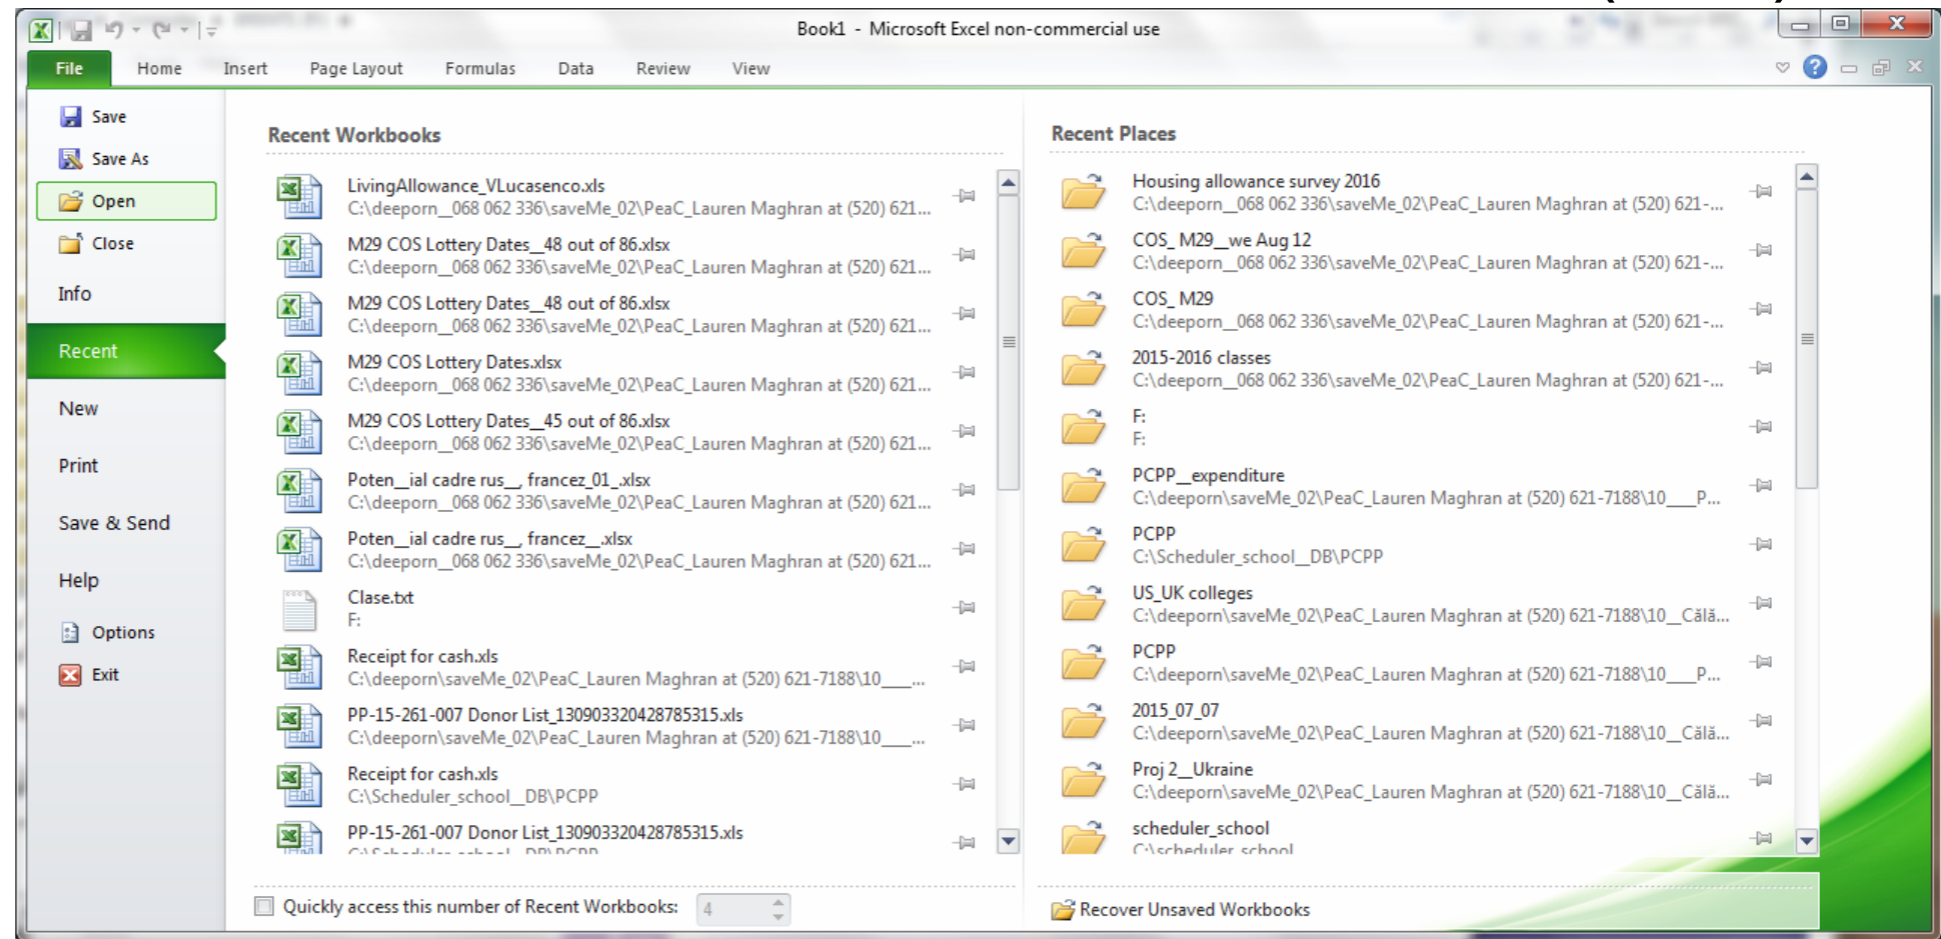 Book1 - Microsoft Excel non-commercial use
File Home Insert Page Layout Formulas Data Review View
Save
Save As
Open
Close
Info
Recent
New
Print
Save & Send
Help
Options
Exit
Recent Workbooks
LivingAllowance_VLucasenco.xls
C:\deeporn__068 062 336\saveMe_02\PeaC_Lauren Maghran at (520) 621...
M29 COS Lottery Dates__48 out of 86.xlsx
C:\deeporn__068 062 336\saveMe_02\PeaC_Lauren Maghran at (520) 621...
M29 COS Lottery Dates__48 out of 86.xlsx
C:\deeporn__068 062 336\saveMe_02\PeaC_Lauren Maghran at (520) 621...
M29 COS Lottery Dates.xlsx
C:\deeporn__068 062 336\saveMe_02\PeaC_Lauren Maghran at (520) 621...
M29 COS Lottery Dates__45 out of 86.xlsx
C:\deeporn__068 062 336\saveMe_02\PeaC_Lauren Maghran at (520) 621...
Poten__ial cadre rus__, francez_01_.xlsx
C:\deeporn__068 062 336\saveMe_02\PeaC_Lauren Maghran at (520) 621...
Poten__ial cadre rus__, francez__.xlsx
C:\deeporn__068 062 336\saveMe_02\PeaC_Lauren Maghran at (520) 621...
Clase.txt
F:
Receipt for cash.xls
C:\deeporn\saveMe_02\PeaC_Lauren Maghran at (520) 621-7188\10____...
PP-15-261-007 Donor List_130903320428785315.xls
C:\deeporn\saveMe_02\PeaC_Lauren Maghran at (520) 621-7188\10____...
Receipt for cash.xls
C:\Scheduler_school__DB\PCPP
PP-15-261-007 Donor List_130903320428785315.xls
C:\Scheduler_school__DB\PCPP
Quickly access this number of Recent Workbooks: 4
Recent Places
Housing allowance survey 2016
C:\deeporn__068 062 336\saveMe_02\PeaC_Lauren Maghran at (520) 621-...
COS_ M29__we Aug 12
C:\deeporn__068 062 336\saveMe_02\PeaC_Lauren Maghran at (520) 621-...
COS_ M29
C:\deeporn__068 062 336\saveMe_02\PeaC_Lauren Maghran at (520) 621-...
2015-2016 classes
C:\deeporn__068 062 336\saveMe_02\PeaC_Lauren Maghran at (520) 621-...
F:
F:
PCPP__expenditure
C:\deeporn\saveMe_02\PeaC_Lauren Maghran at (520) 621-7188\10____P...
PCPP
C:\Scheduler_school__DB\PCPP
US_UK colleges
C:\deeporn\saveMe_02\PeaC_Lauren Maghran at (520) 621-7188\10__Călă...
PCPP
C:\deeporn\saveMe_02\PeaC_Lauren Maghran at (520) 621-7188\10____P...
2015_07_07
C:\deeporn\saveMe_02\PeaC_Lauren Maghran at (520) 621-7188\10__Călă...
Proj 2__Ukraine
C:\deeporn\saveMe_02\PeaC_Lauren Maghran at (520) 621-7188\10__Călă...
scheduler_school
C:\scheduler_school
Recover Unsaved Workbooks